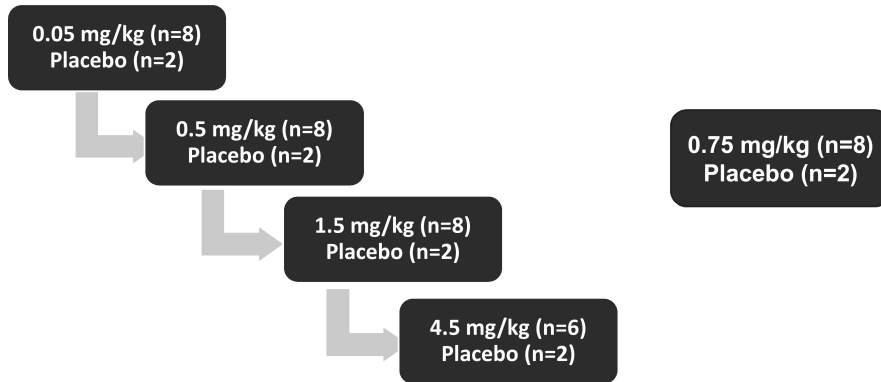 0.05 mg/kg (n=8)
Placebo (n=2)
0.5 mg/kg (n=8)
Placebo (n=2)
1.5 mg/kg (n=8)
Placebo (n=2)
4.5 mg/kg (n=6)
Placebo (n=2)
0.75 mg/kg (n=8)
Placebo (n=2)